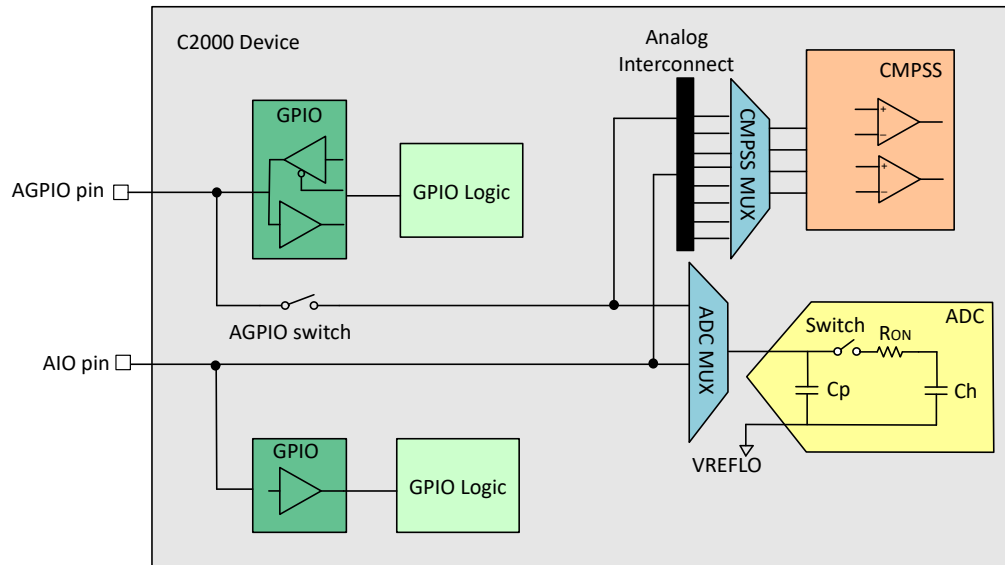 C2000 Device
Analog
Interconnect
CMPSS
GPIO
CMPSS MUX
+
−
+
−
AGPIO pin
GPIO Logic
AGPIO switch
ADC MUX
ADC
Switch
RON
AIO pin
Cp
Ch
GPIO
VREFLO
GPIO Logic